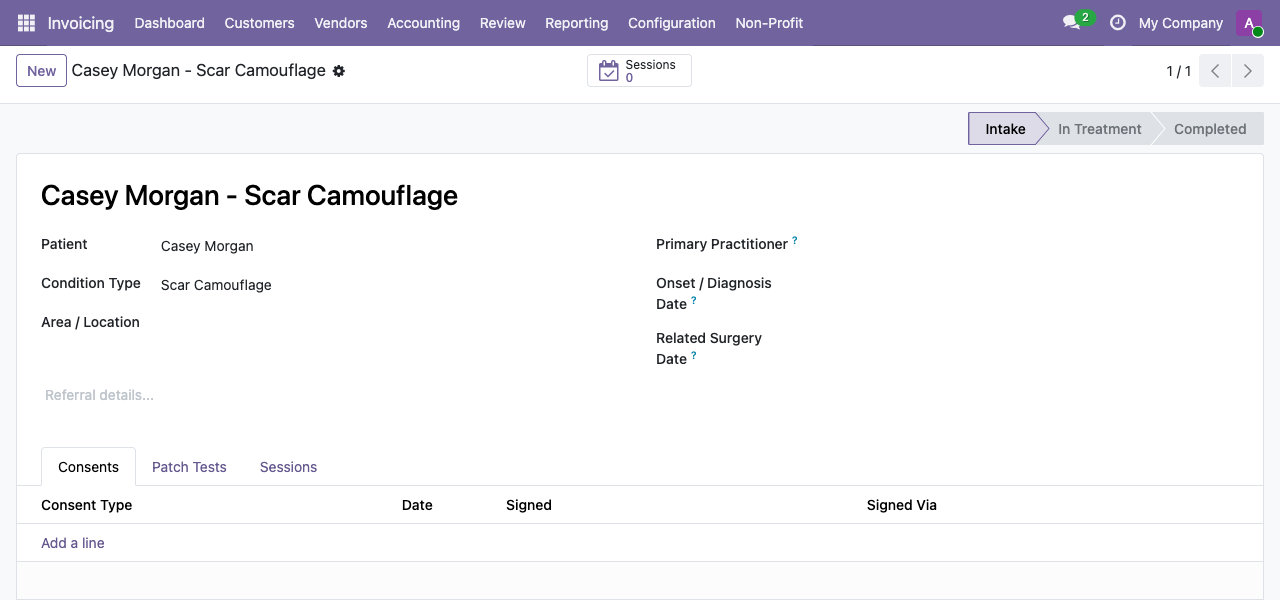 Invoicing Dashboard Customers Vendors Accounting Review Reporting Configuration Non-Profit 2 My Company A
New Casey Morgan - Scar Camouflage Sessions 0 1 / 1
Intake In Treatment Completed
Casey Morgan - Scar Camouflage
Patient Casey Morgan
Condition Type Scar Camouflage
Area / Location
Primary Practitioner ?
Onset / Diagnosis
Date ?
Related Surgery
Date ?
Referral details...
Consents Patch Tests Sessions
Consent Type Date Signed Signed Via
Add a line